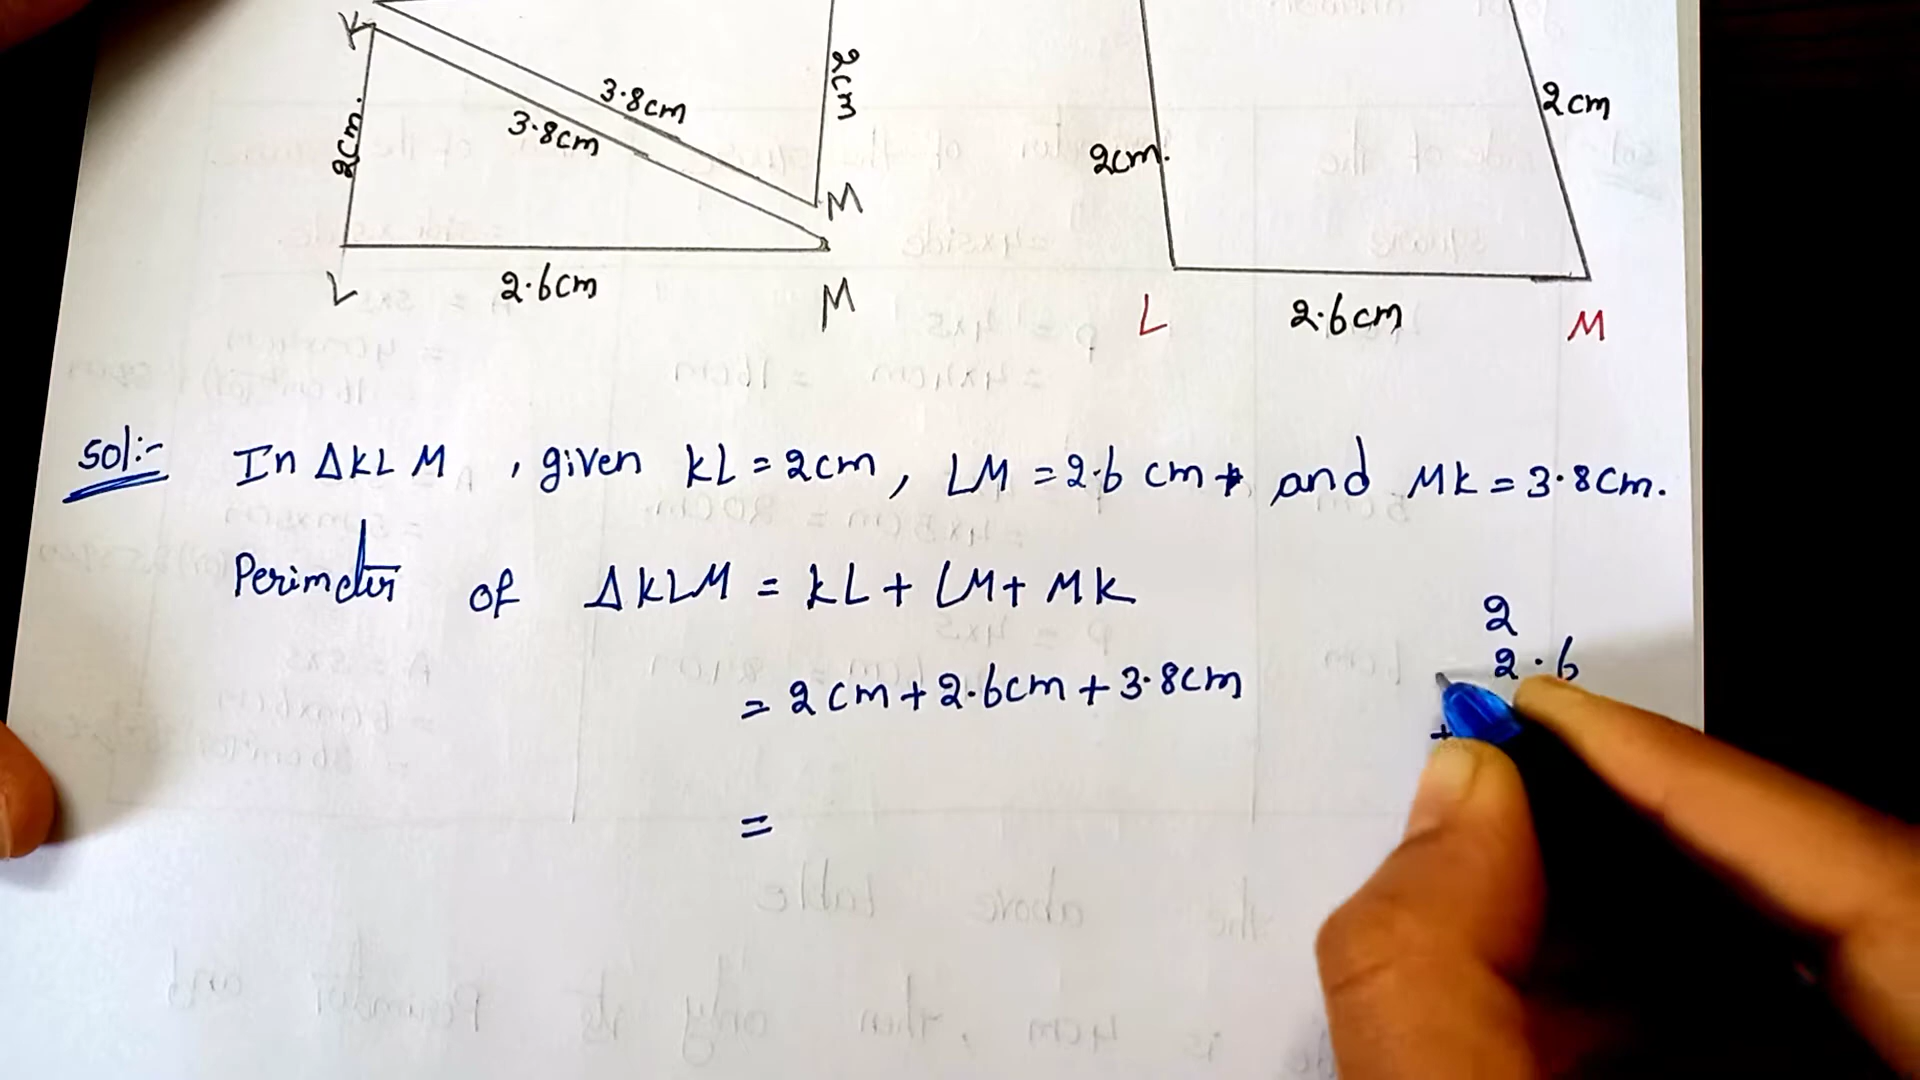 K
3.8cm
3.8cm
2cm
2cm.
M
L
2.6cm
M
2cm
2cm.
L
2.6cm
M
Sol:- In ΔKLM, given KL = 2cm, LM = 2.6 cm, and MK = 3.8cm.
Perimeter of ΔKLM = KL + LM + MK
= 2cm + 2.6cm + 3.8cm
=
2
2.6
+